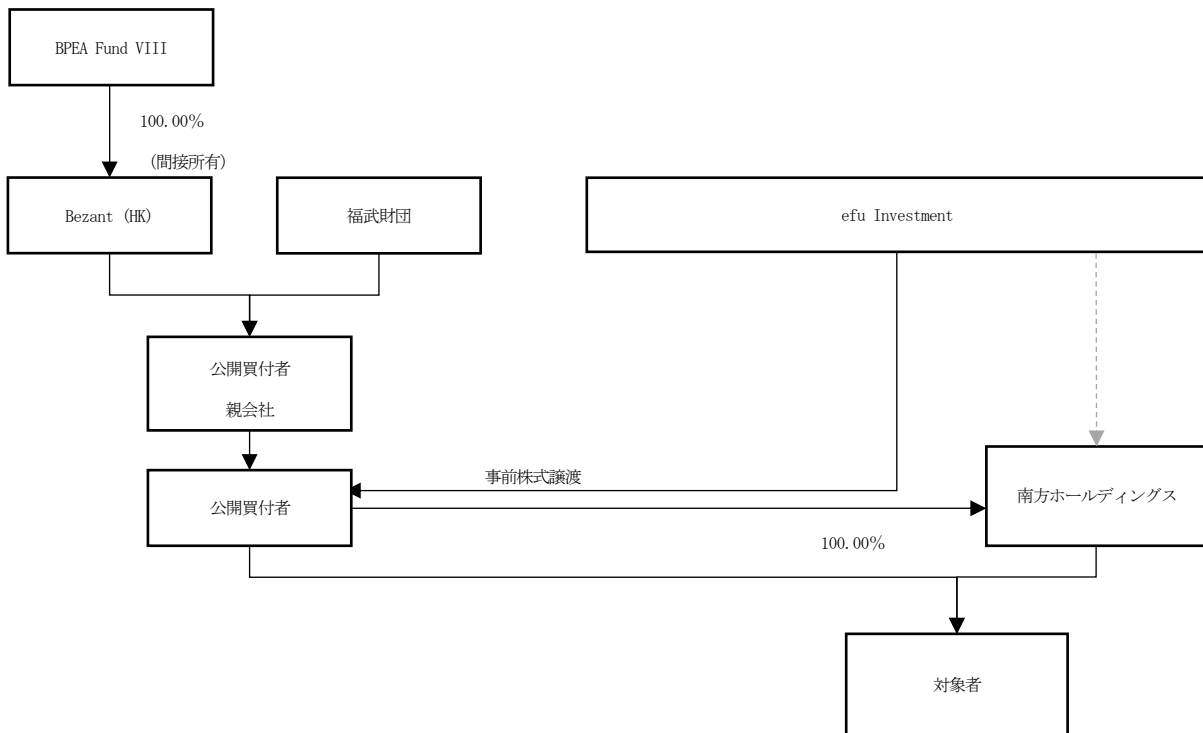 BPEA Fund VIII
100.00%
(間接所有)
Bezant (HK)
福武財団
efu Investment
公開買付者
親会社
事前株式譲渡
公開買付者
南方ホールディングス
100.00%
対象者